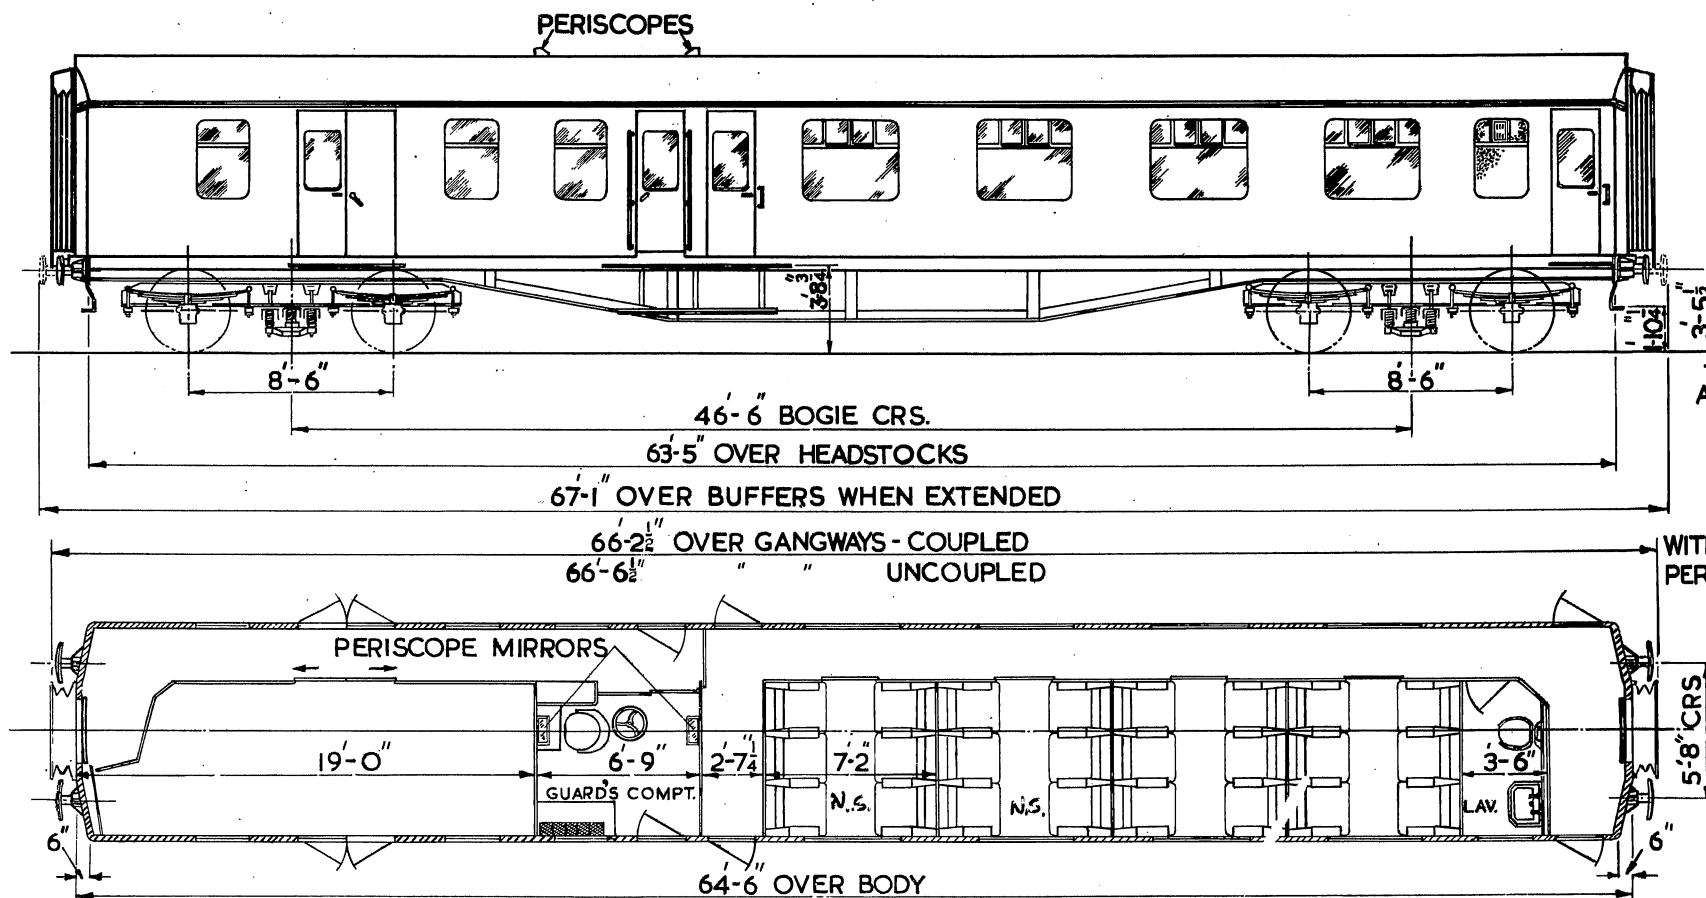 PERISCOPES
3'-8¾"
1'-10¼"
3'-5½"
8'-6"
8'-6"
A
46'-6" BOGIE CRS.
63'-5" OVER HEADSTOCKS
67'-1" OVER BUFFERS WHEN EXTENDED
66'-2½" OVER GANGWAYS - COUPLED
66'-6½" " " UNCOUPLED
WITH
PER
PERISCOPE MIRRORS
19'-0"
6'-9"
2'-7¼"
7'-2"
3'-6"
5'-8" CRS
GUARD'S COMPT.
N.S.
N.S.
LAV.
6"
6"
64'-6" OVER BODY